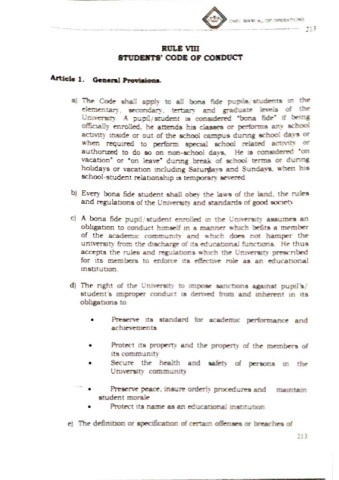 MANUAL OF OPERATIONS
213
RULE VIII
STUDENTS' CODE OF CONDUCT
Article 1. General Provisions.
a) The Code shall apply to all bona fide pupils/students in the
elementary, secondary, tertiary and graduate levels of the
University. A pupil/student is considered "bona fide" if being
officially enrolled, he attends his classes or performs any school
activity inside or out of the school campus during school days or
when required to perform special school related activity or
authorized to do so on non-school days. He is considered "on
vacation" or "on leave" during break of school terms or during
holidays or vacation including Saturdays and Sundays, when his
school-student relationship is temporary severed.
b) Every bona fide student shall obey the laws of the land, the rules
and regulations of the University and standards of good society.
c) A bona fide pupil/student enrolled in the University assumes an
obligation to conduct himself in a manner which befits a member
of the academic community and which does not hamper the
university from the discharge of its educational functions. He thus
accepts the rules and regulations which the University prescribed
for its members to enforce its effective role as an educational
institution.
d) The right of the University to impose sanctions against pupil's/
student's improper conduct is derived from and inherent in its
obligations to
• Preserve its standard for academic performance and
achievements
• Protect its property and the property of the members of
its community
• Secure the health and safety of persons in the
University community
• Preserve peace, insure orderly procedures and maintain
student morale
• Protect its name as an educational institution
e) The definition or specification of certain offenses or breaches of
213